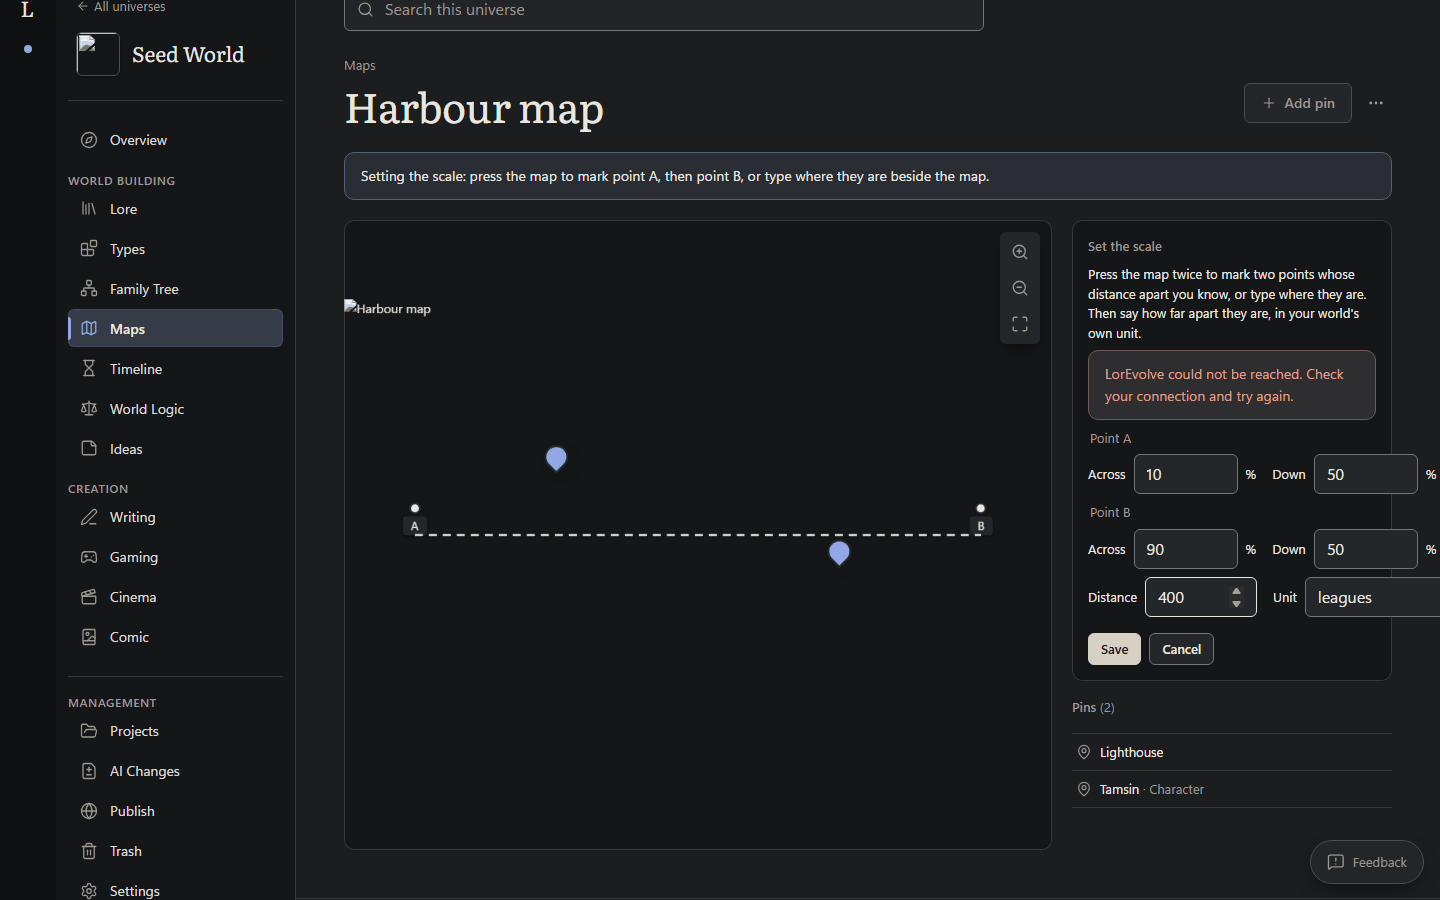 L
All universes
Seed World
Overview
WORLD BUILDING
Lore
Types
Family Tree
Maps
Timeline
World Logic
Ideas
CREATION
Writing
Gaming
Cinema
Comic
MANAGEMENT
Projects
AI Changes
Publish
Trash
Settings
Search this universe
Maps
Harbour map
Add pin
Setting the scale: press the map to mark point A, then point B, or type where they are beside the map.
Harbour map
A
B
Set the scale
Press the map twice to mark two points whose
distance apart you know, or type where they are.
Then say how far apart they are, in your world's
own unit.
LorEvolve could not be reached. Check
your connection and try again.
Point A
Across 10 % Down 50 %
Point B
Across 90 % Down 50 %
Distance 400 Unit leagues
Save Cancel
Pins (2)
Lighthouse
Tamsin · Character
Feedback